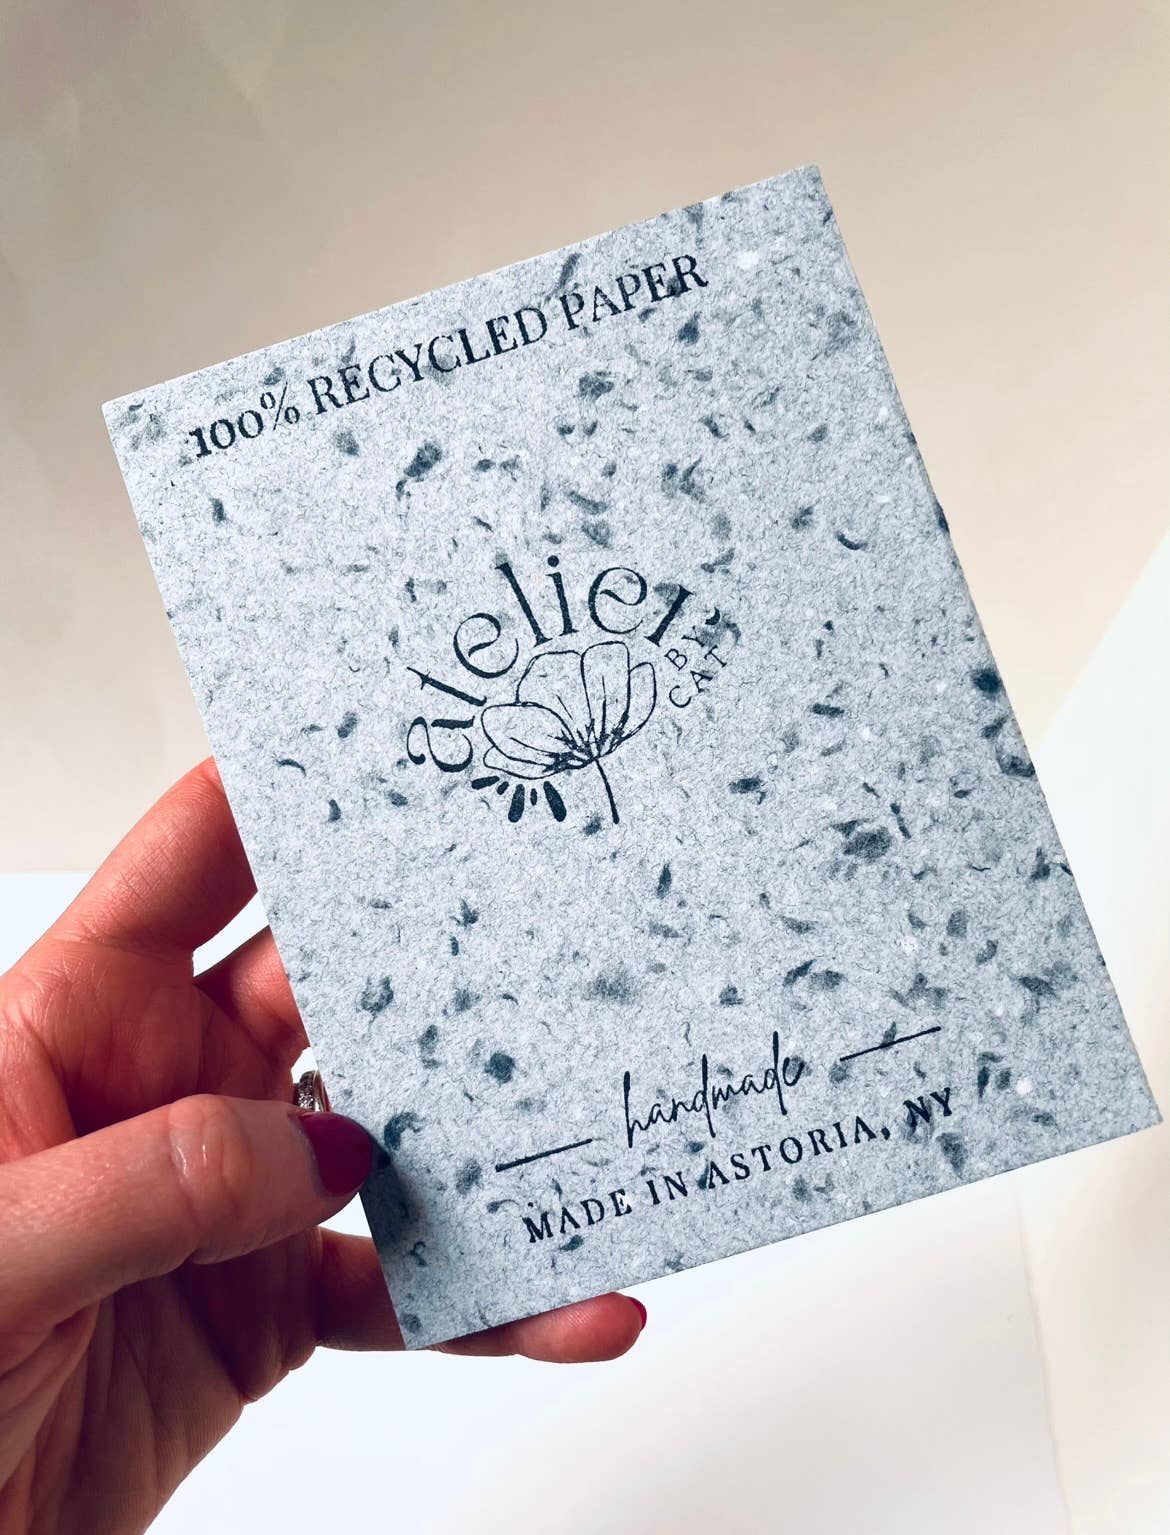 100% RECYCLED PAPER
atelier
BY
CAT
handmade
MADE IN ASTORIA, NY